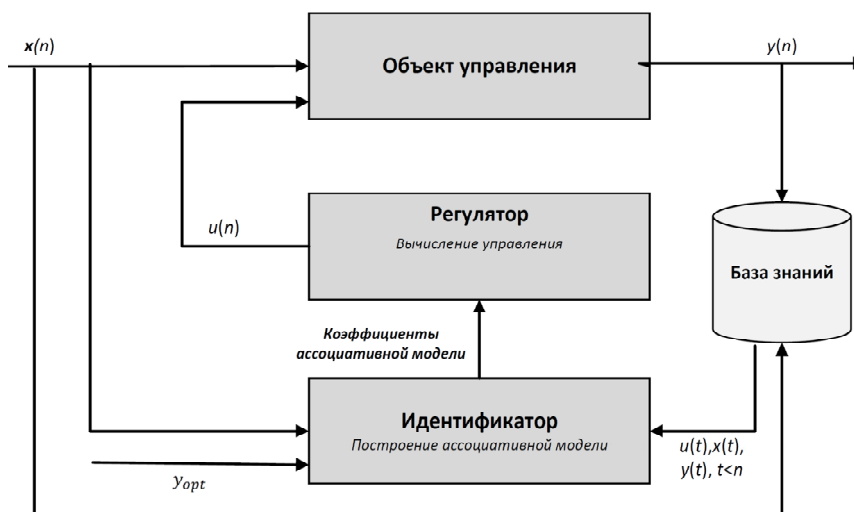 x(n)
Объект управления
y(n)
Регулятор
Вычисление управления
u(n)
База знаний
Коэффициенты
ассоциативной модели
Идентификатор
Построение ассоциативной модели
u(t),x(t),
y(t), t<n
yopt